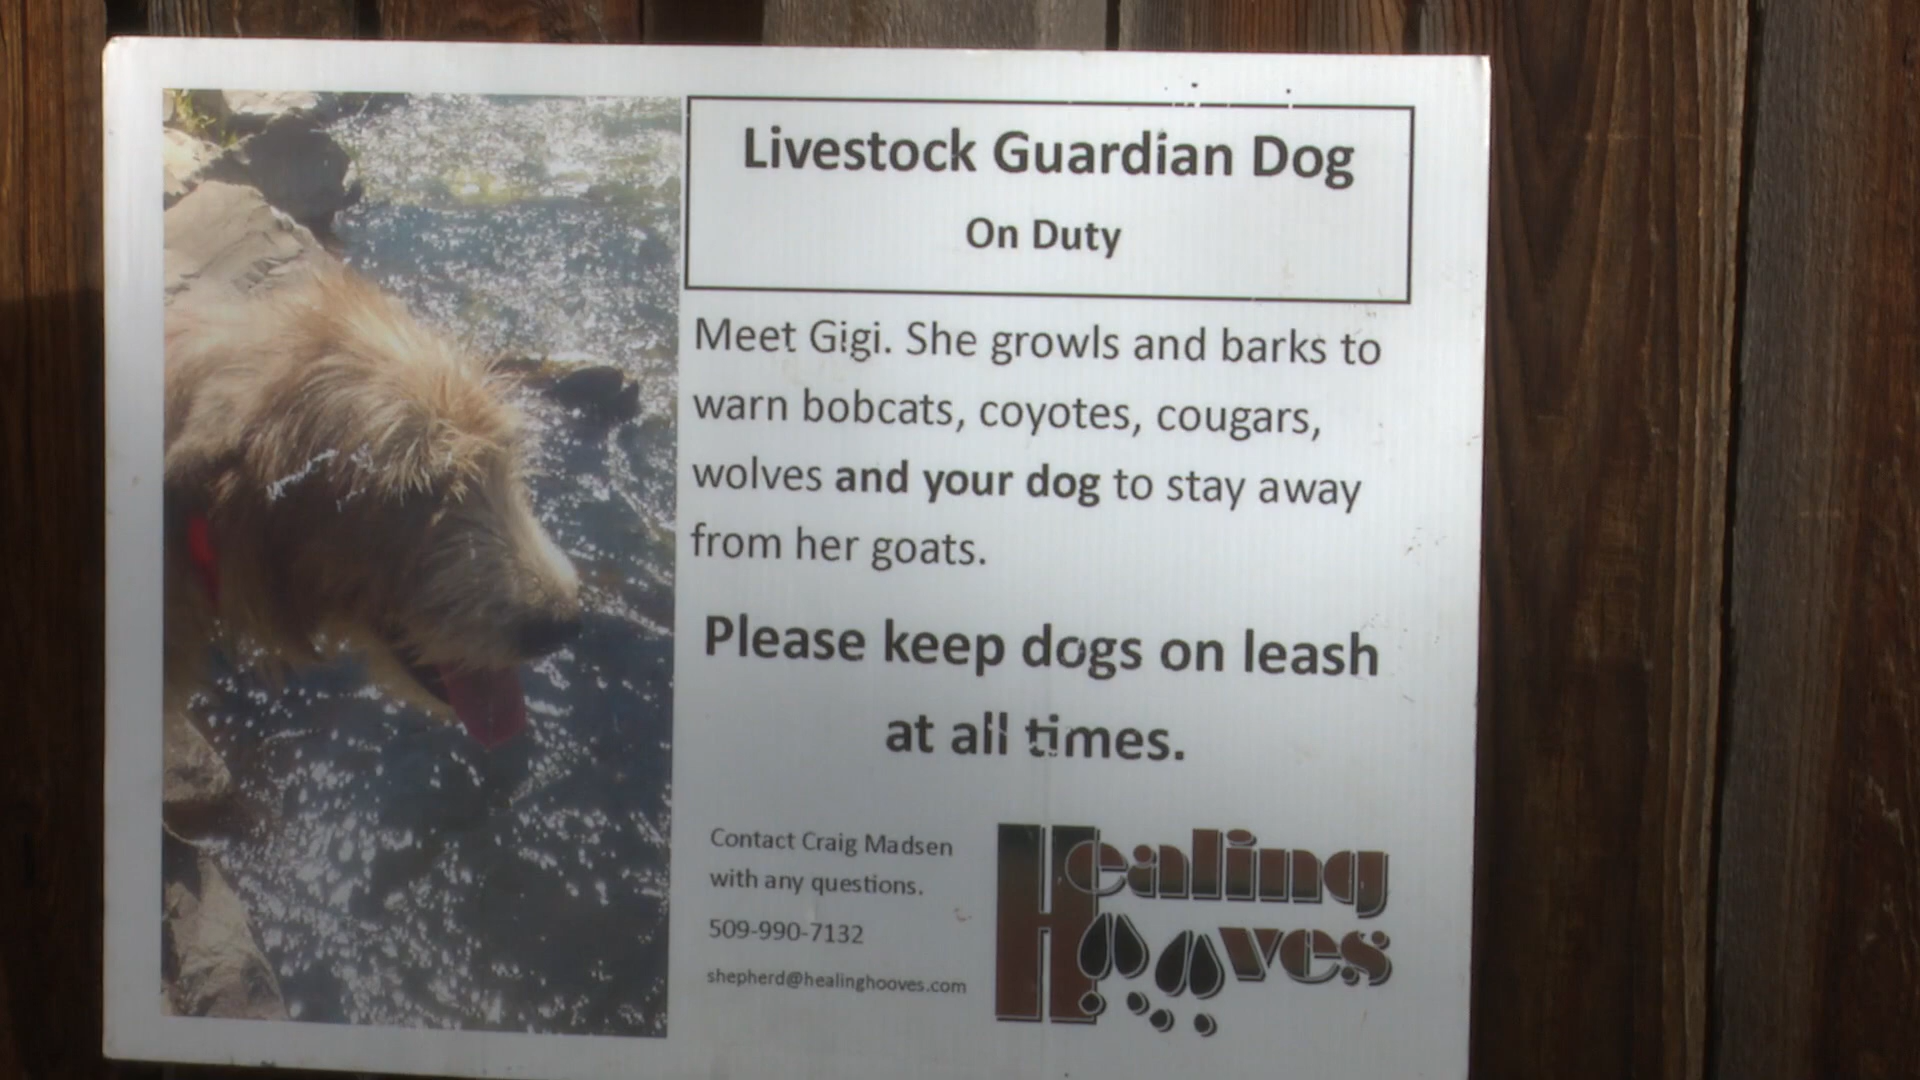 Livestock Guardian Dog
On Duty
Meet Gigi. She growls and barks to
warn bobcats, coyotes, cougars,
wolves and your dog to stay away
from her goats.
Please keep dogs on leash
at all times.
Contact Craig Madsen
with any questions.
509-990-7132
shepherd@healinghooves.com
Healing
Hooves